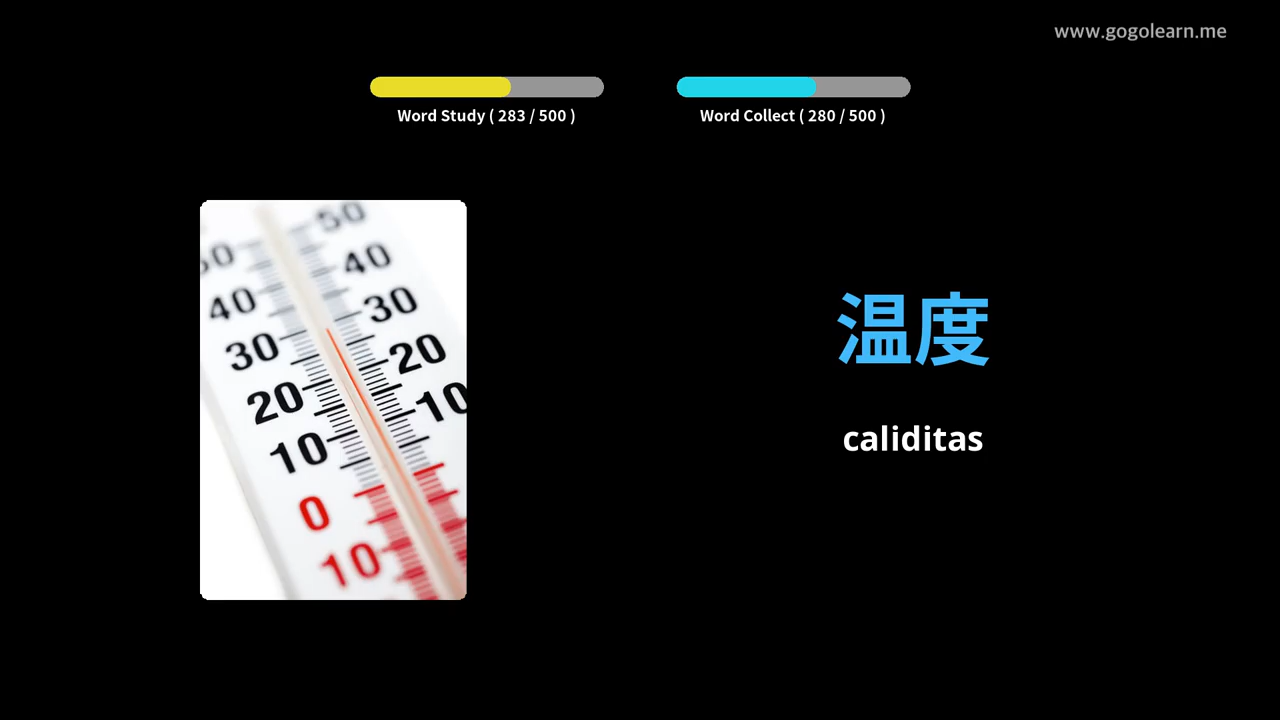 www.gogolearn.me
Word Study ( 283 / 500 )
Word Collect ( 280 / 500 )
50
50
40
40
30
30
20
20
10
10
0
10
温度
caliditas